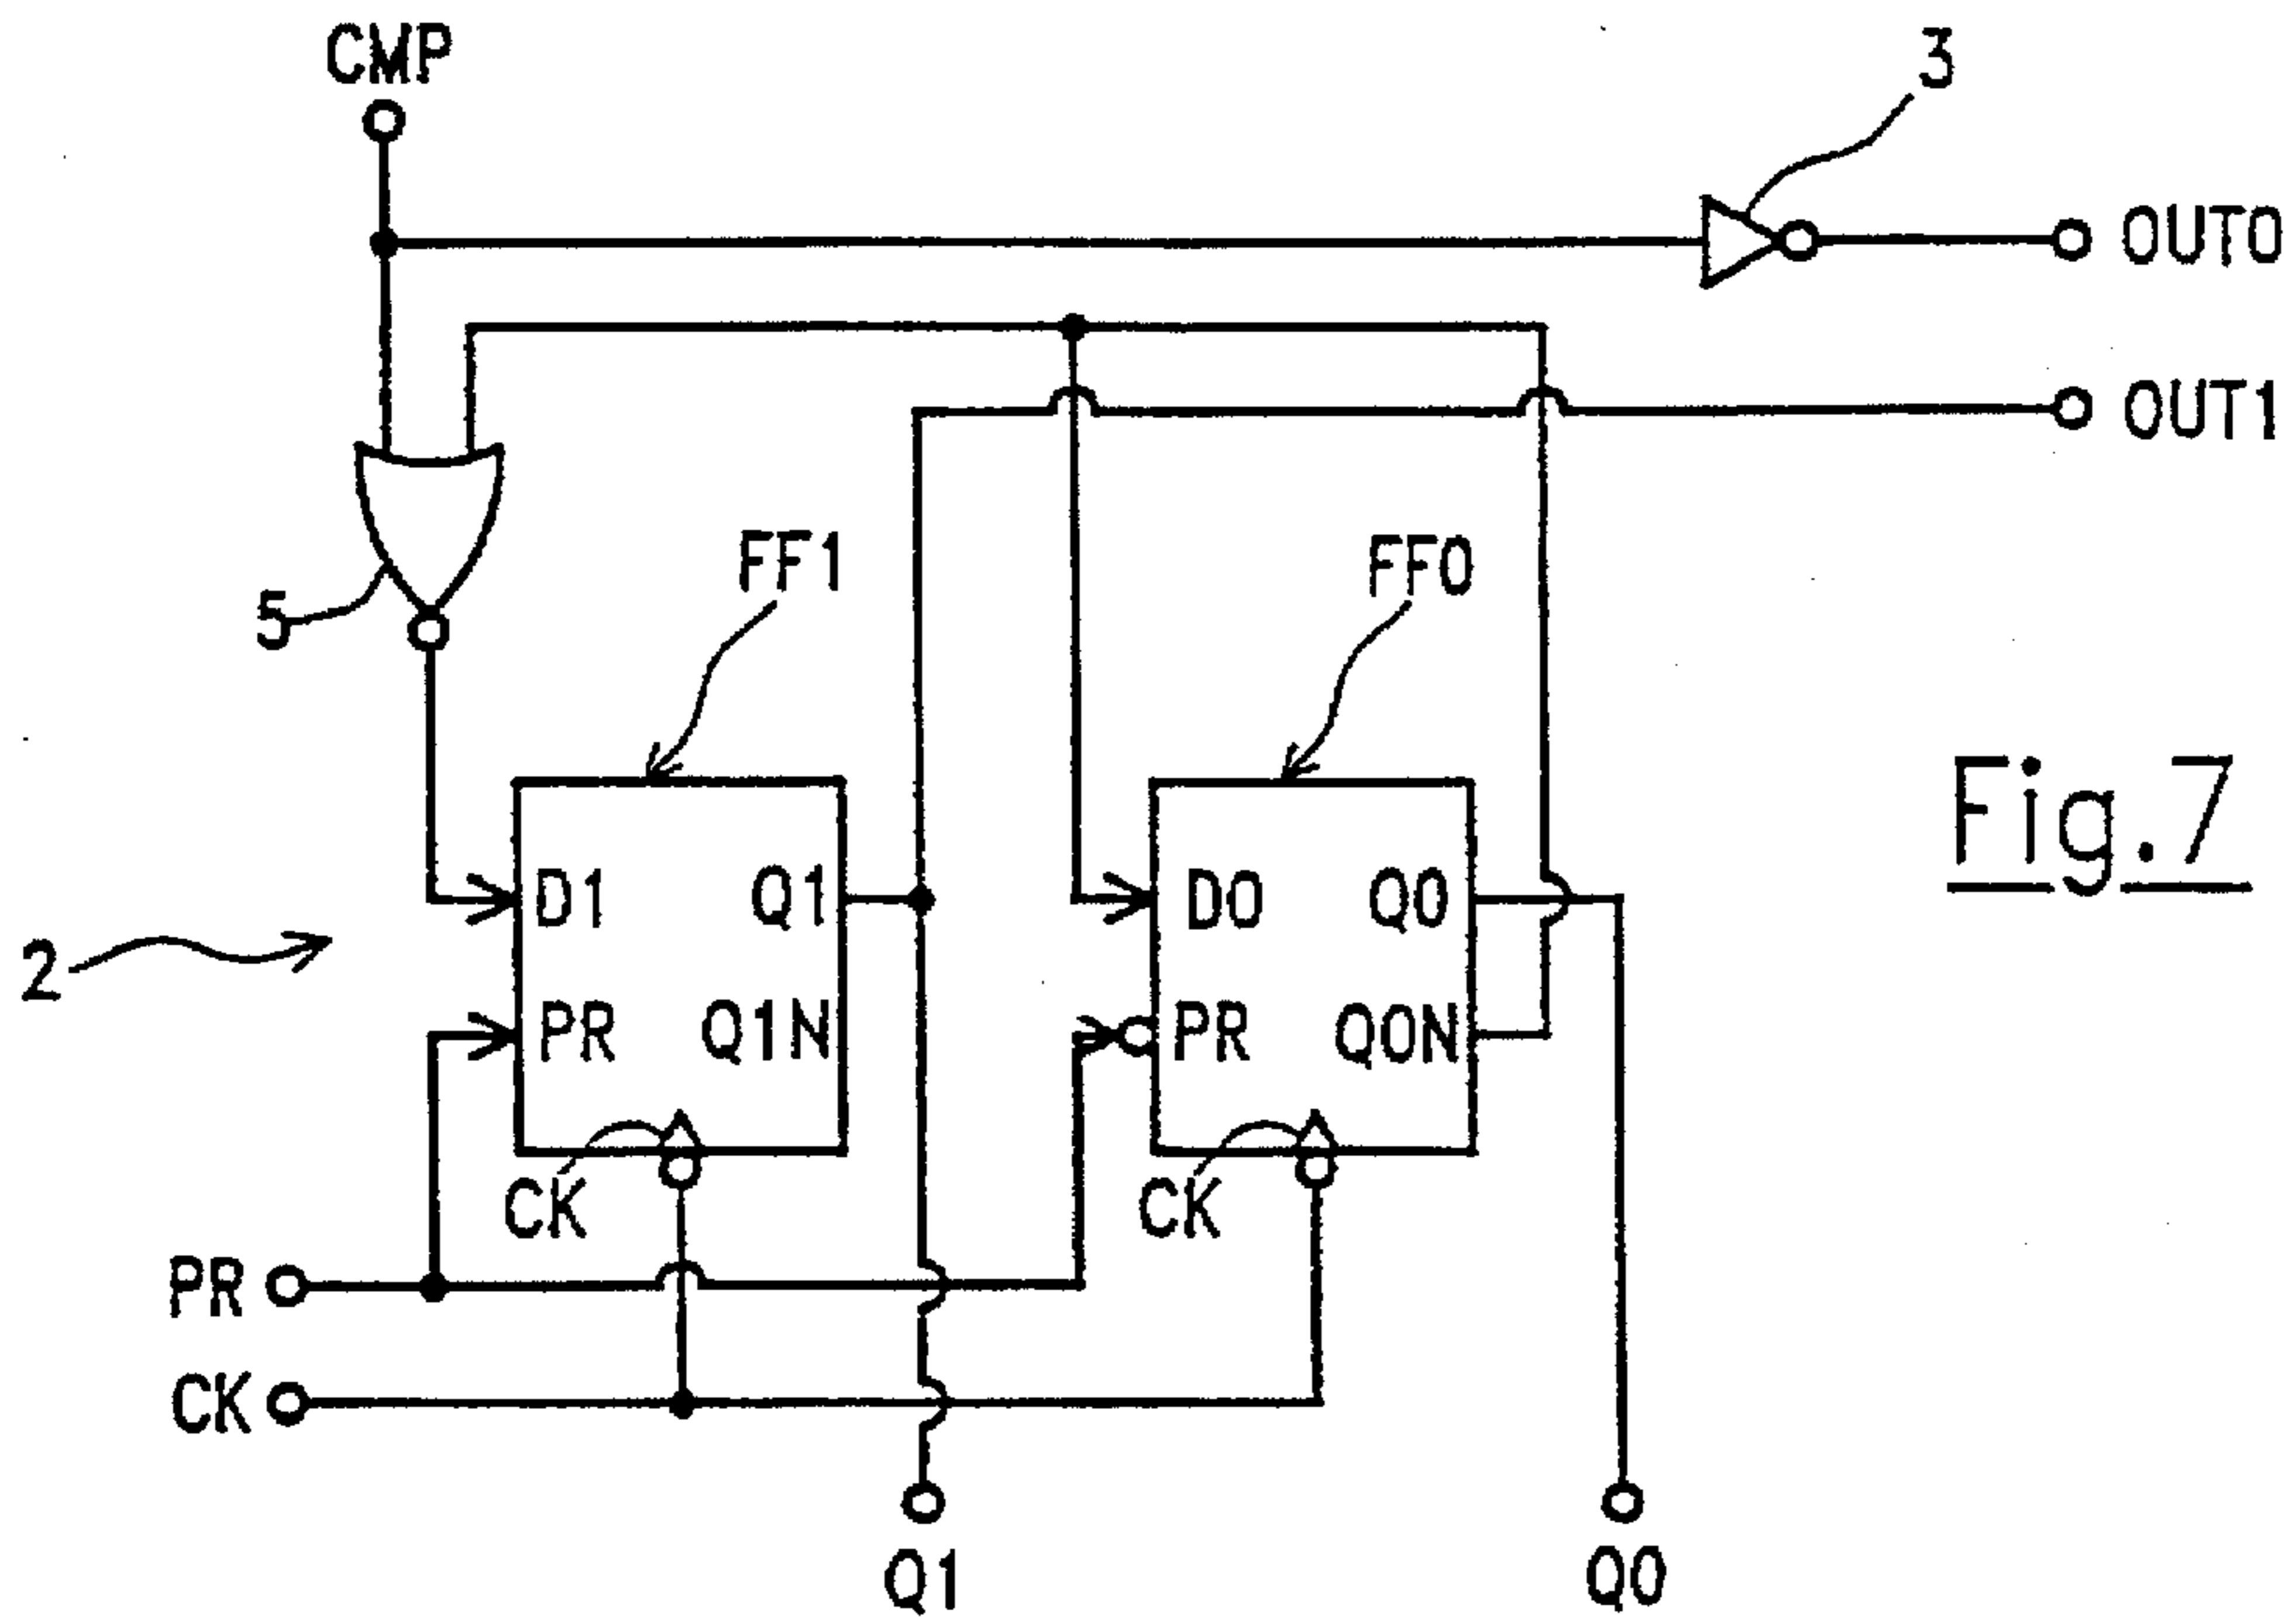 CMP
3
OUT0
OUT1
5
FF1
FF0
Fig.7
D1 Q1
D0 Q0
2
PR Q1N
PR Q0N
CK
CK
PR
CK
Q1
Q0